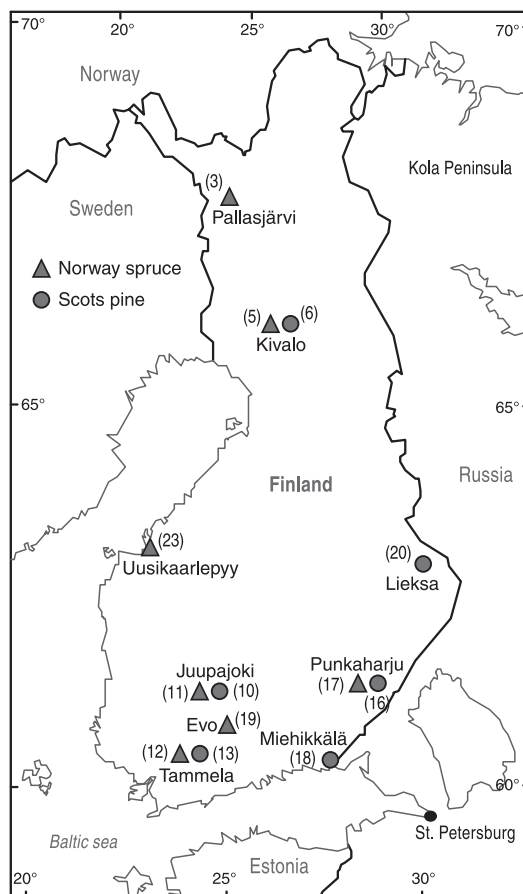 70°
20°
30°
70°
Norway
Kola Peninsula
(3)
Sweden
Pallasjärvi
Norway spruce
Scots pine
(5)
(6)
Kivalo
65°
65°
Finland
Russia
(23)
Uusikaarlepyy
(20)
Lieksa
Juupajoki
Punkaharju
(11)
(10)
(17)
(16)
Evo
(19)
Miehikkälä
(12)
(13)
(18)
Tammela
60°
Baltic sea
St. Petersburg
Estonia
20°
25°
30°